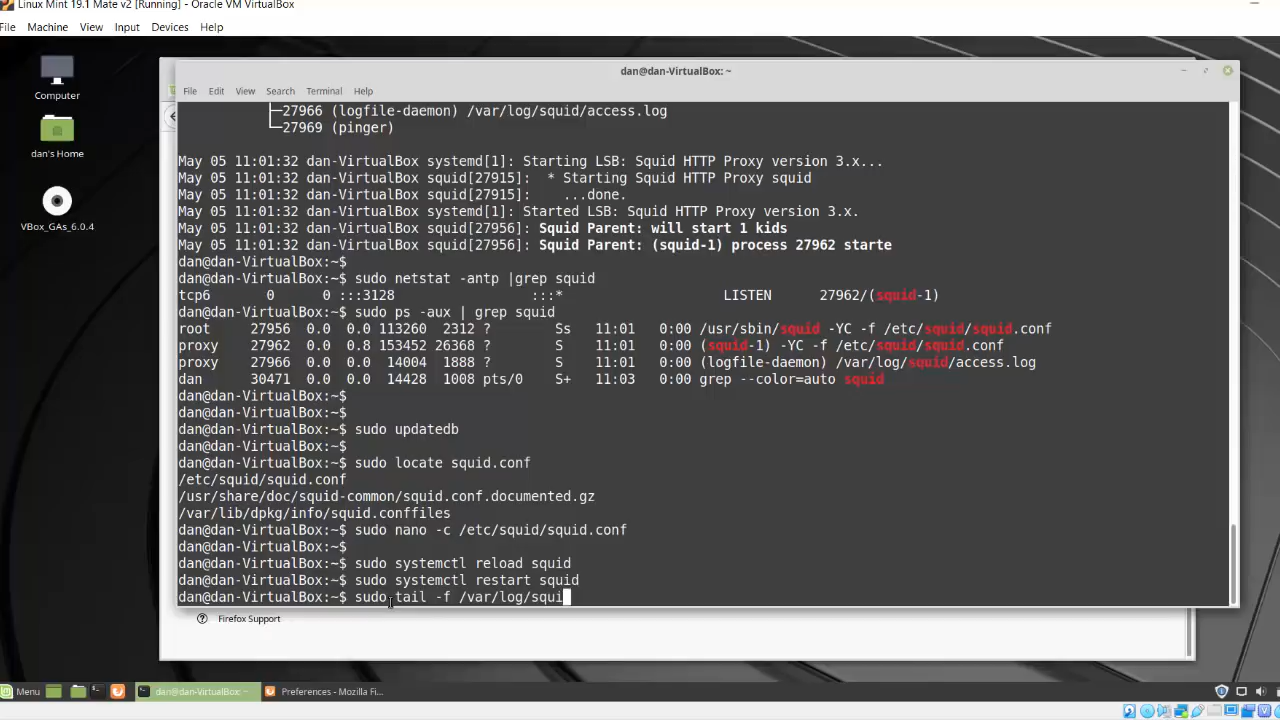 Linux Mint 19.1 Mate v2 [Running] - Oracle VM VirtualBox
File Machine View Input Devices Help
Computer
dan's Home
VBox_GAs_6.0.4
dan@dan-VirtualBox: ~
File Edit View Search Terminal Help
├─27966 (logfile-daemon) /var/log/squid/access.log
└─27969 (pinger)
May 05 11:01:32 dan-VirtualBox systemd[1]: Starting LSB: Squid HTTP Proxy version 3.x...
May 05 11:01:32 dan-VirtualBox squid[27915]:  * Starting Squid HTTP Proxy squid
May 05 11:01:32 dan-VirtualBox squid[27915]:    ...done.
May 05 11:01:32 dan-VirtualBox systemd[1]: Started LSB: Squid HTTP Proxy version 3.x.
May 05 11:01:32 dan-VirtualBox squid[27956]: Squid Parent: will start 1 kids
May 05 11:01:32 dan-VirtualBox squid[27956]: Squid Parent: (squid-1) process 27962 starte
dan@dan-VirtualBox:~$
dan@dan-VirtualBox:~$ sudo netstat -antp |grep squid
tcp6 0 0 :::3128 :::* LISTEN 27962/(squid-1)
dan@dan-VirtualBox:~$ sudo ps -aux | grep squid
root 27956 0.0 0.0 113260 2312 ? Ss 11:01 0:00 /usr/sbin/squid -YC -f /etc/squid/squid.conf
proxy 27962 0.0 0.8 153452 26368 ? S 11:01 0:00 (squid-1) -YC -f /etc/squid/squid.conf
proxy 27966 0.0 0.0 14004 1888 ? S 11:01 0:00 (logfile-daemon) /var/log/squid/access.log
dan 30471 0.0 0.0 14428 1008 pts/0 S+ 11:03 0:00 grep --color=auto squid
dan@dan-VirtualBox:~$
dan@dan-VirtualBox:~$
dan@dan-VirtualBox:~$ sudo updatedb
dan@dan-VirtualBox:~$
dan@dan-VirtualBox:~$ sudo locate squid.conf
/etc/squid/squid.conf
/usr/share/doc/squid-common/squid.conf.documented.gz
/var/lib/dpkg/info/squid.conffiles
dan@dan-VirtualBox:~$ sudo nano -c /etc/squid/squid.conf
dan@dan-VirtualBox:~$
dan@dan-VirtualBox:~$ sudo systemctl reload squid
dan@dan-VirtualBox:~$ sudo systemctl restart squid
dan@dan-VirtualBox:~$ sudo tail -f /var/log/squi
Firefox Support
Menu
dan@dan-VirtualBox: ~
Preferences - Mozilla Fi...